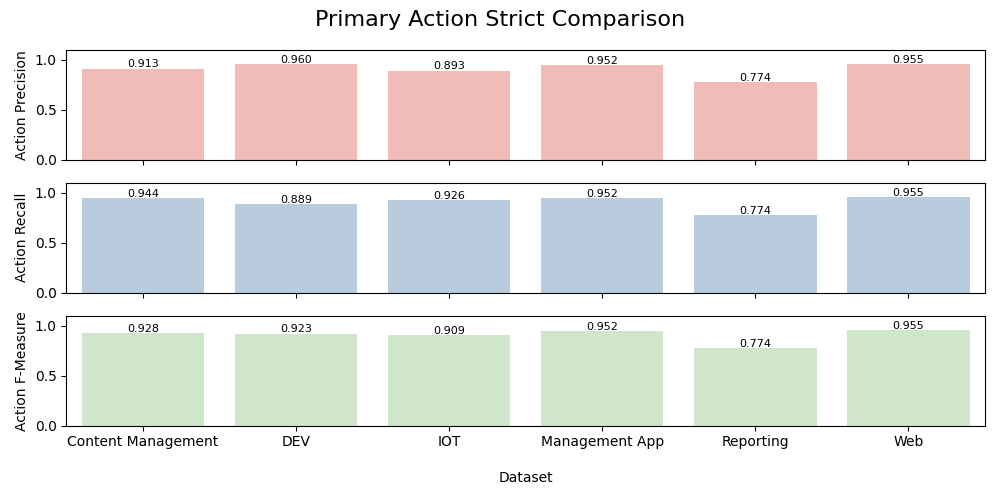 Primary Action Strict Comparison
Action Precision
1.0
0.5
0.0
0.913
0.960
0.893
0.952
0.774
0.955
Action Recall
1.0
0.5
0.0
0.944
0.889
0.926
0.952
0.774
0.955
Action F-Measure
1.0
0.5
0.0
0.928
0.923
0.909
0.952
0.774
0.955
Content Management
DEV
IOT
Management App
Reporting
Web
Dataset